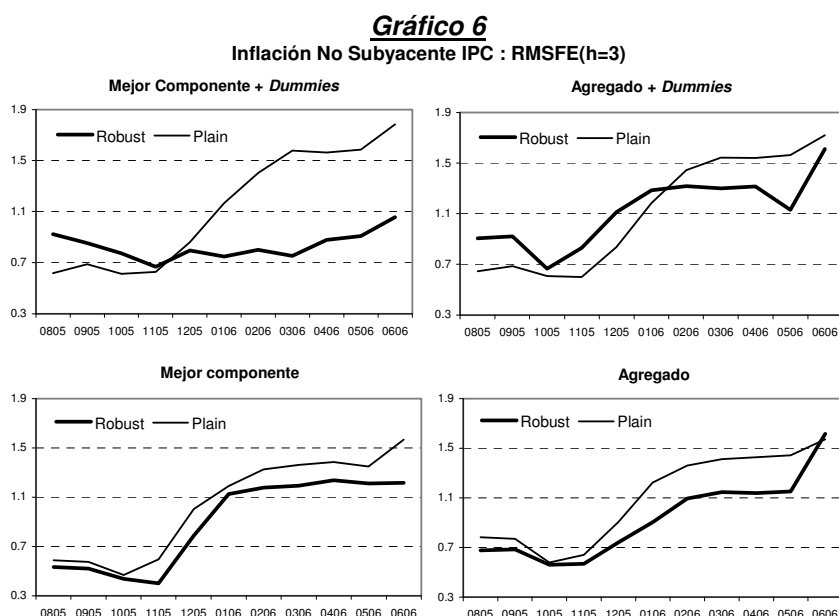 Gráfico 6
Inflación No Subyacente IPC : RMSFE(h=3)
Mejor Componente + Dummies
1.9
1.5
1.1
0.7
0.3
Robust Plain
0805 0905 1005 1105 1205 0106 0206 0306 0406 0506 0606
Agregado + Dummies
1.9
1.5
1.1
0.7
0.3
Robust Plain
0805 0905 1005 1105 1205 0106 0206 0306 0406 0506 0606
Mejor componente
1.9
1.5
1.1
0.7
0.3
Robust Plain
0805 0905 1005 1105 1205 0106 0206 0306 0406 0506 0606
Agregado
1.9
1.5
1.1
0.7
0.3
Robust Plain
0805 0905 1005 1105 1205 0106 0206 0306 0406 0506 0606